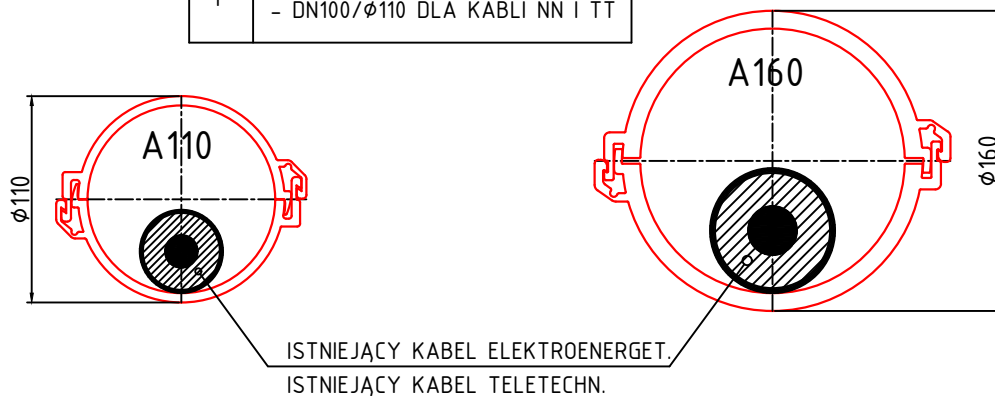 - DN100/Ø110 DLA KABLI NN I TT
A160
A110
Ø110
Ø160
ISTNIEJĄCY KABEL ELEKTROENERGET.
ISTNIEJĄCY KABEL TELETECHN.